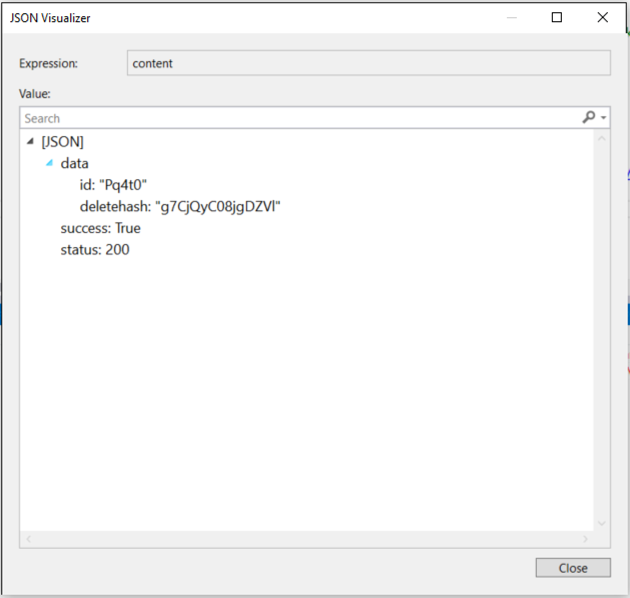 JSON Visualizer
Expression: content
Value:
Search
[JSON]
data
id: "Pq4t0"
deletehash: "g7CjQyC08jgDZVl"
success: True
status: 200
Close